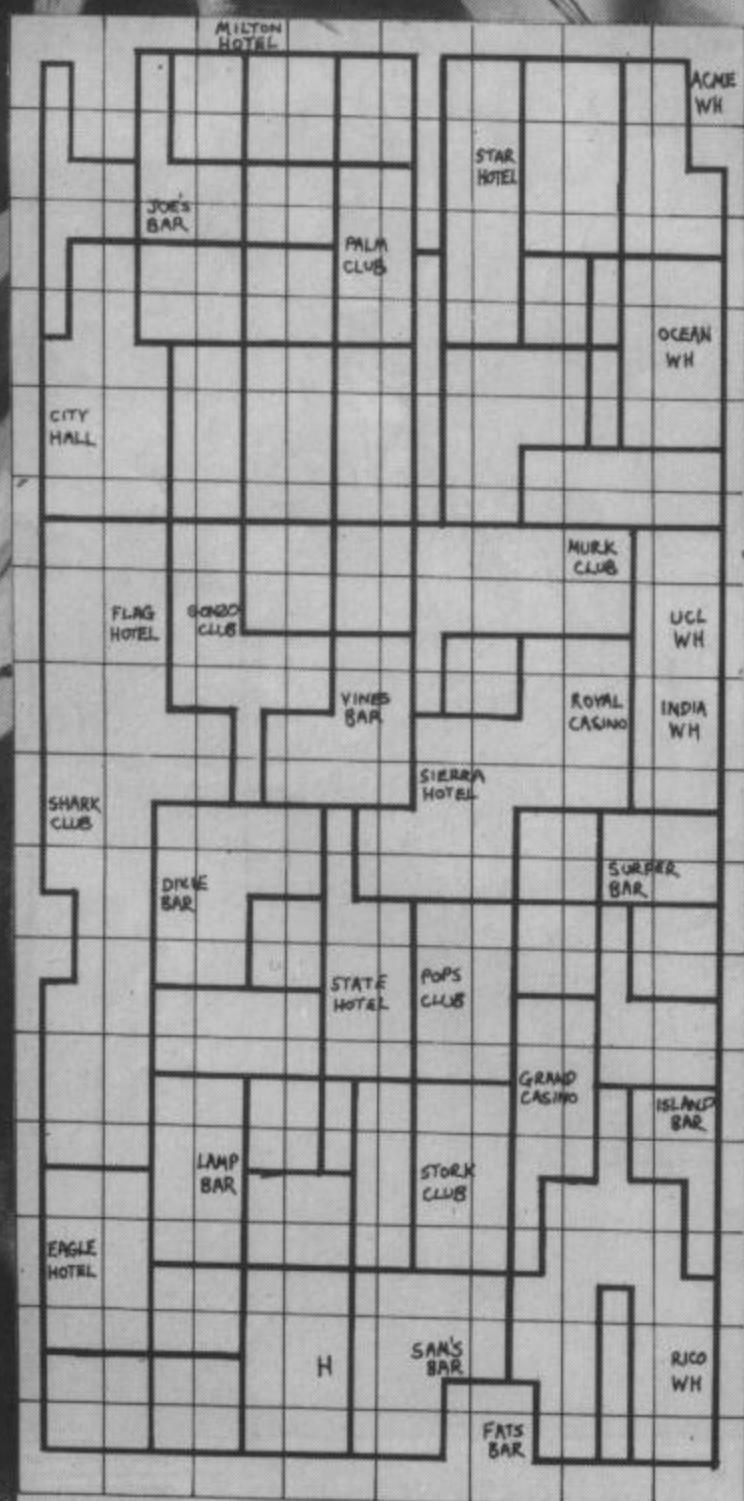 MILTON
HOTEL
ACME
WH
STAR
HOTEL
JOE'S
BAR
PALM
CLUB
OCEAN
WH
CITY
HALL
MURK
CLUB
FLAG
HOTEL
GONZO
CLUB
UCL
WH
VINES
BAR
ROYAL
CASINO
INDIA
WH
SIERRA
HOTEL
SHARK
CLUB
DIXIE
BAR
SURFER
BAR
STATE
HOTEL
POPS
CLUB
GRAND
CASINO
ISLAND
BAR
LAMP
BAR
STORK
CLUB
EAGLE
HOTEL
H
SAM'S
BAR
RICO
WH
FATS
BAR